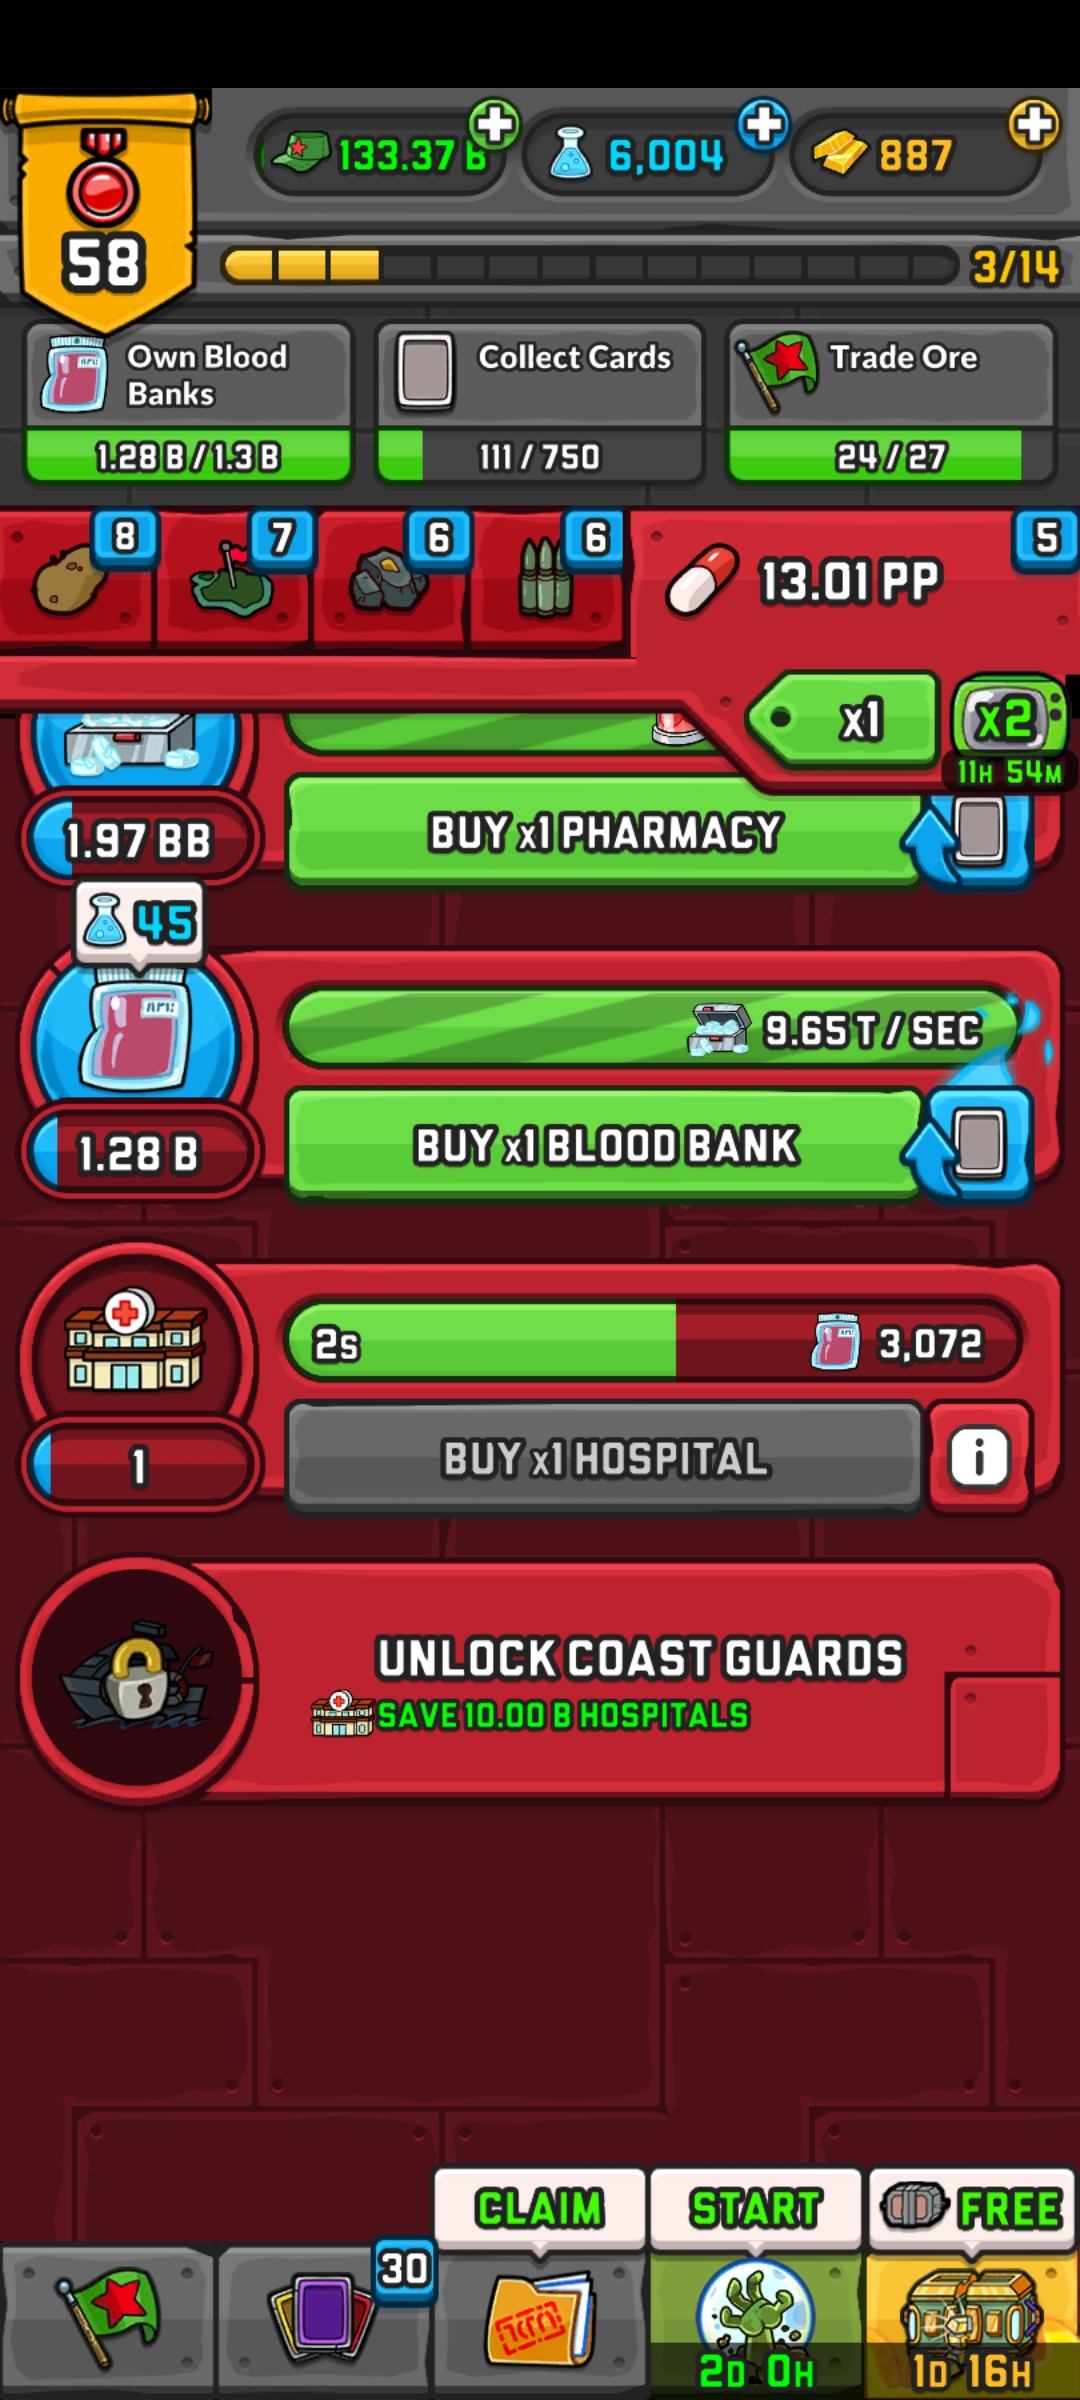 133.37 B
6,004
887
58
3/14
Own Blood
Banks
1.28 B / 1.3 B
Collect Cards
111 / 750
Trade Ore
24 / 27
8
7
6
6
13.01 PP
5
x1
x2
11H 54M
1.97 BB
BUY x1 PHARMACY
45
9.65 T / SEC
1.28 B
BUY x1 BLOOD BANK
2s
3,072
1
BUY x1 HOSPITAL
i
UNLOCK COAST GUARDS
SAVE 10.00 B HOSPITALS
CLAIM
START
FREE
30
2D 0H
1D 16H